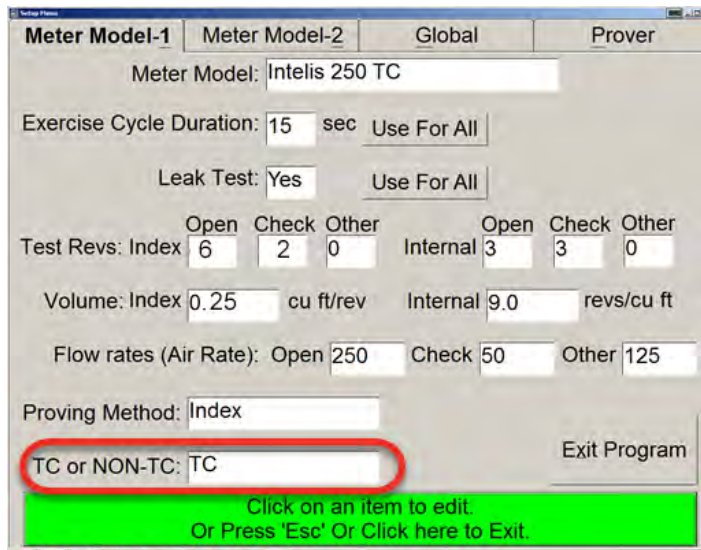 Setup Menu
Meter Model-1 Meter Model-2 Global Prover
Meter Model: Intelis 250 TC
Exercise Cycle Duration: 15 sec Use For All
Leak Test: Yes Use For All
Open Check Other Open Check Other
Test Revs: Index 6 2 0 Internal 3 3 0
Volume: Index 0.25 cu ft/rev Internal 9.0 revs/cu ft
Flow rates (Air Rate): Open 250 Check 50 Other 125
Proving Method: Index
TC or NON-TC: TC
Exit Program
Click on an item to edit.
Or Press 'Esc' Or Click here to Exit.